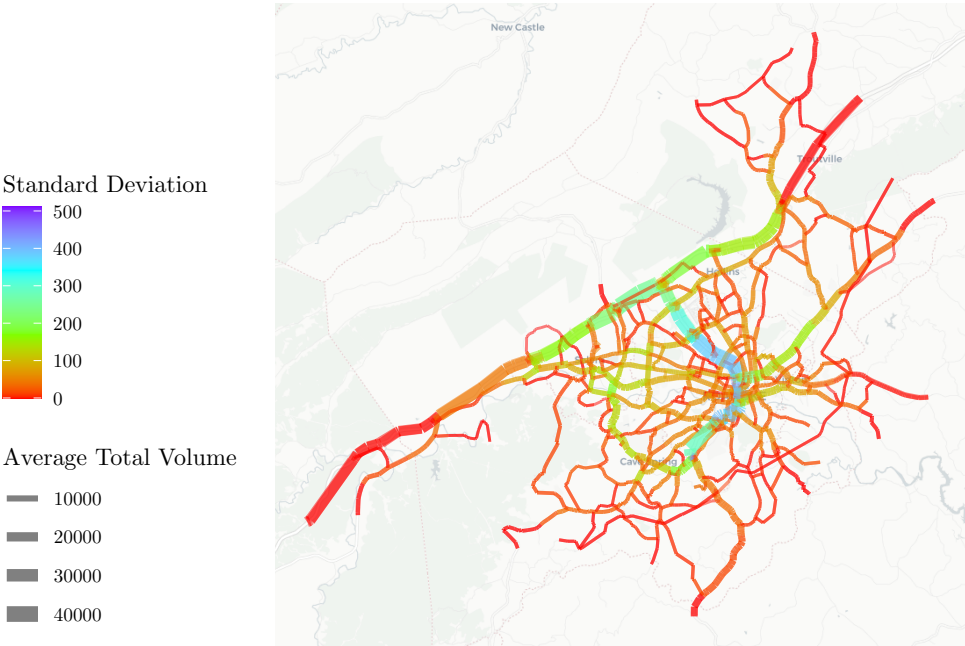 New Castle
Troutville
Standard Deviation
500
400
300
200
100
0
Hollins
Average Total Volume
Cave Spring
10000
20000
30000
40000